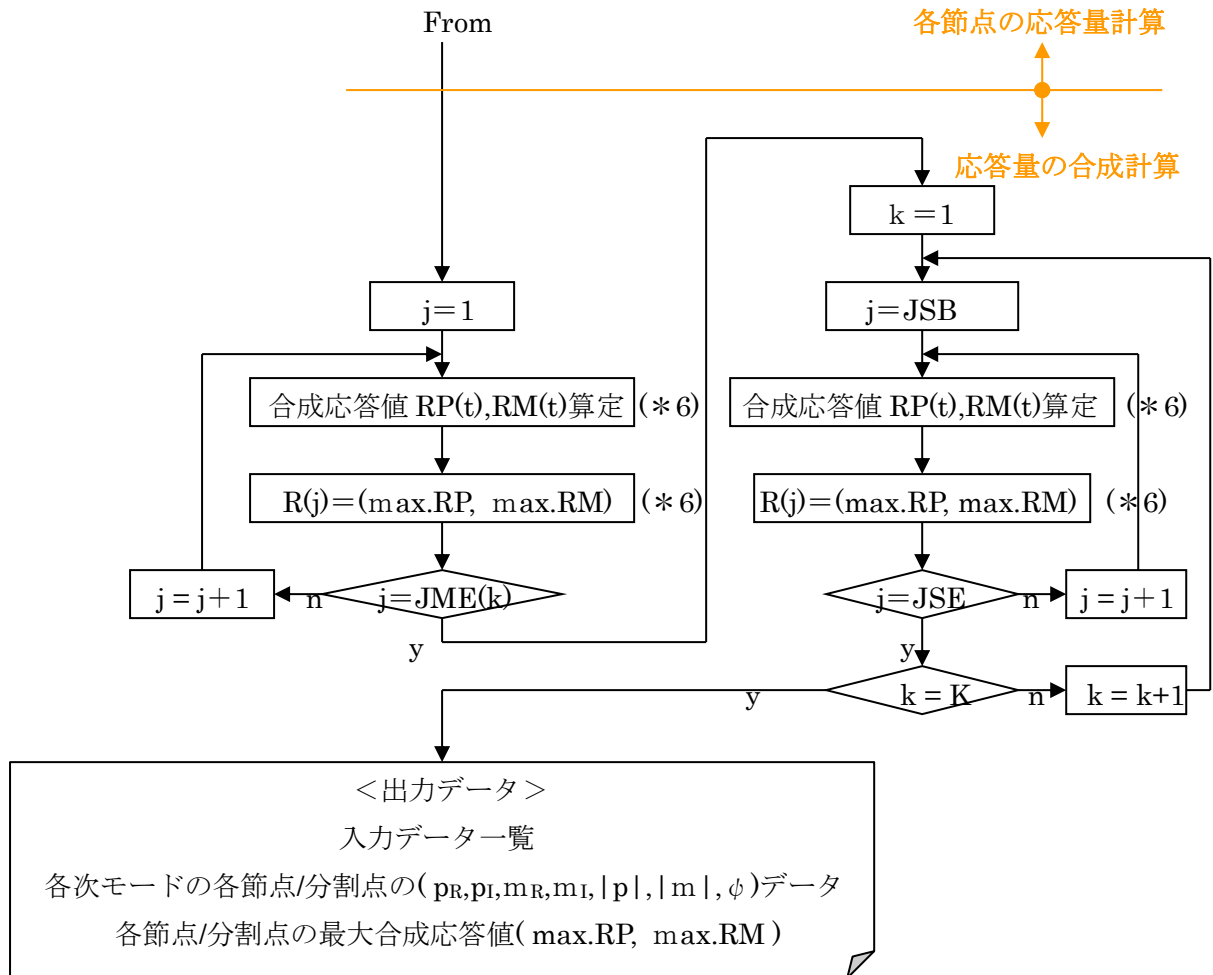 From
各節点の応答量計算
応答量の合成計算
j＝1
合成応答値 RP(t),RM(t)算定
(＊6)
R(j)＝(max.RP, max.RM)
(＊6)
j＝JME(k)
n
j = j＋1
y
k＝1
j＝JSB
合成応答値 RP(t),RM(t)算定
(＊6)
R(j)＝(max.RP, max.RM)
(＊6)
j＝JSE
n
j = j＋1
y
k = K
n
k = k+1
y
＜出力データ＞
入力データ一覧
各次モードの各節点/分割点の( pR,pI,mR,mI,|p|,|m|,φ)データ
各節点/分割点の最大合成応答値( max.RP, max.RM )